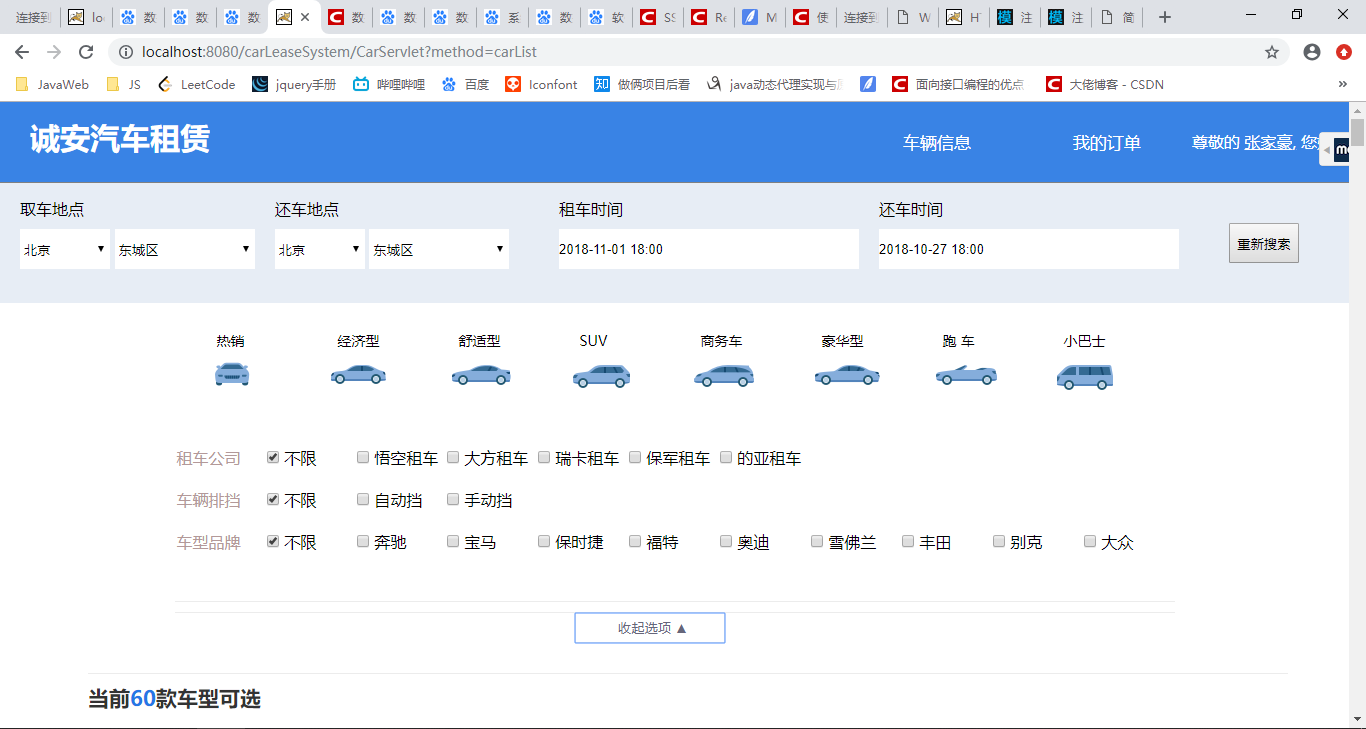 连接到 lo 数 数 数 数 数 数 数 系 数 软 SS Re M 使 连接到 W HT 注 注 简
localhost:8080/carLeaseSystem/CarServlet?method=carList
JavaWeb JS LeetCode jquery手册 哔哩哔哩 百度 Iconfont 做俩项目后看 java动态代理实现与 面向接口编程的优点 大佬博客 - CSDN »
诚安汽车租赁 车辆信息 我的订单 尊敬的 张家豪, 您
取车地点 还车地点 租车时间 还车时间
北京 东城区 北京 东城区 2018-11-01 18:00 2018-10-27 18:00 重新搜索
热销 经济型 舒适型 SUV 商务车 豪华型 跑 车 小巴士
租车公司 不限 悟空租车 大方租车 瑞卡租车 保军租车 的亚租车
车辆排挡 不限 自动挡 手动挡
车型品牌 不限 奔驰 宝马 保时捷 福特 奥迪 雪佛兰 丰田 别克 大众
收起选项 ▲
当前60款车型可选